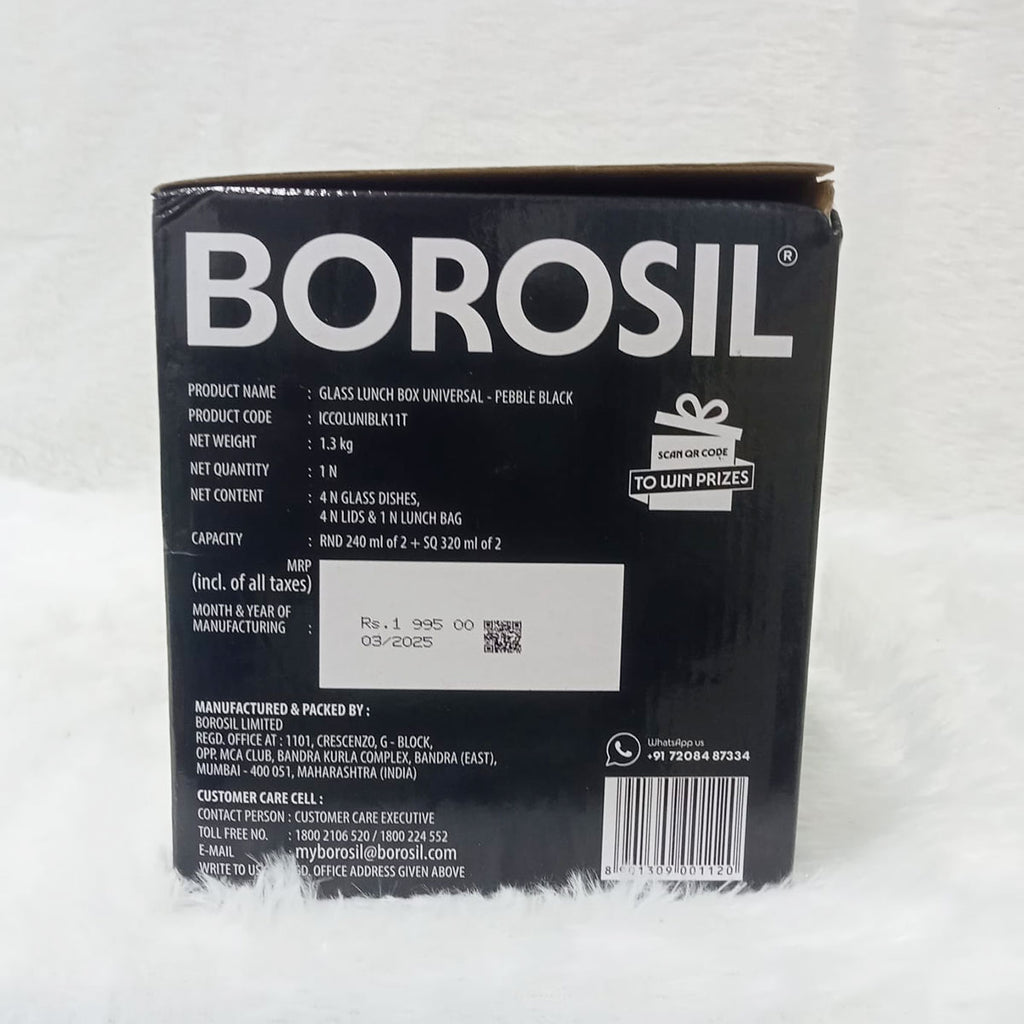 BOROSIL®
PRODUCT NAME : GLASS LUNCH BOX UNIVERSAL - PEBBLE BLACK
PRODUCT CODE : ICCOLUNIBLK11T
NET WEIGHT : 1.3 kg
NET QUANTITY : 1 N
NET CONTENT : 4 N GLASS DISHES,
4 N LIDS & 1 N LUNCH BAG
CAPACITY : RND 240 ml of 2 + SQ 320 ml of 2
SCAN QR CODE
TO WIN PRIZES
MRP
(incl. of all taxes)
MONTH & YEAR OF
MANUFACTURING :
Rs.1 995 00
03/2025
MANUFACTURED & PACKED BY :
BOROSIL LIMITED
REGD. OFFICE AT : 1101, CRESCENZO, G - BLOCK,
OPP. MCA CLUB, BANDRA KURLA COMPLEX, BANDRA (EAST),
MUMBAI - 400 051, MAHARASHTRA (INDIA)
CUSTOMER CARE CELL :
CONTACT PERSON : CUSTOMER CARE EXECUTIVE
TOLL FREE NO. : 1800 2106 520 / 1800 224 552
E-MAIL : myborosil@borosil.com
WRITE TO OFFICE ADDRESS GIVEN ABOVE
WhatsApp us
+91 72084 87334
8 901309 001120